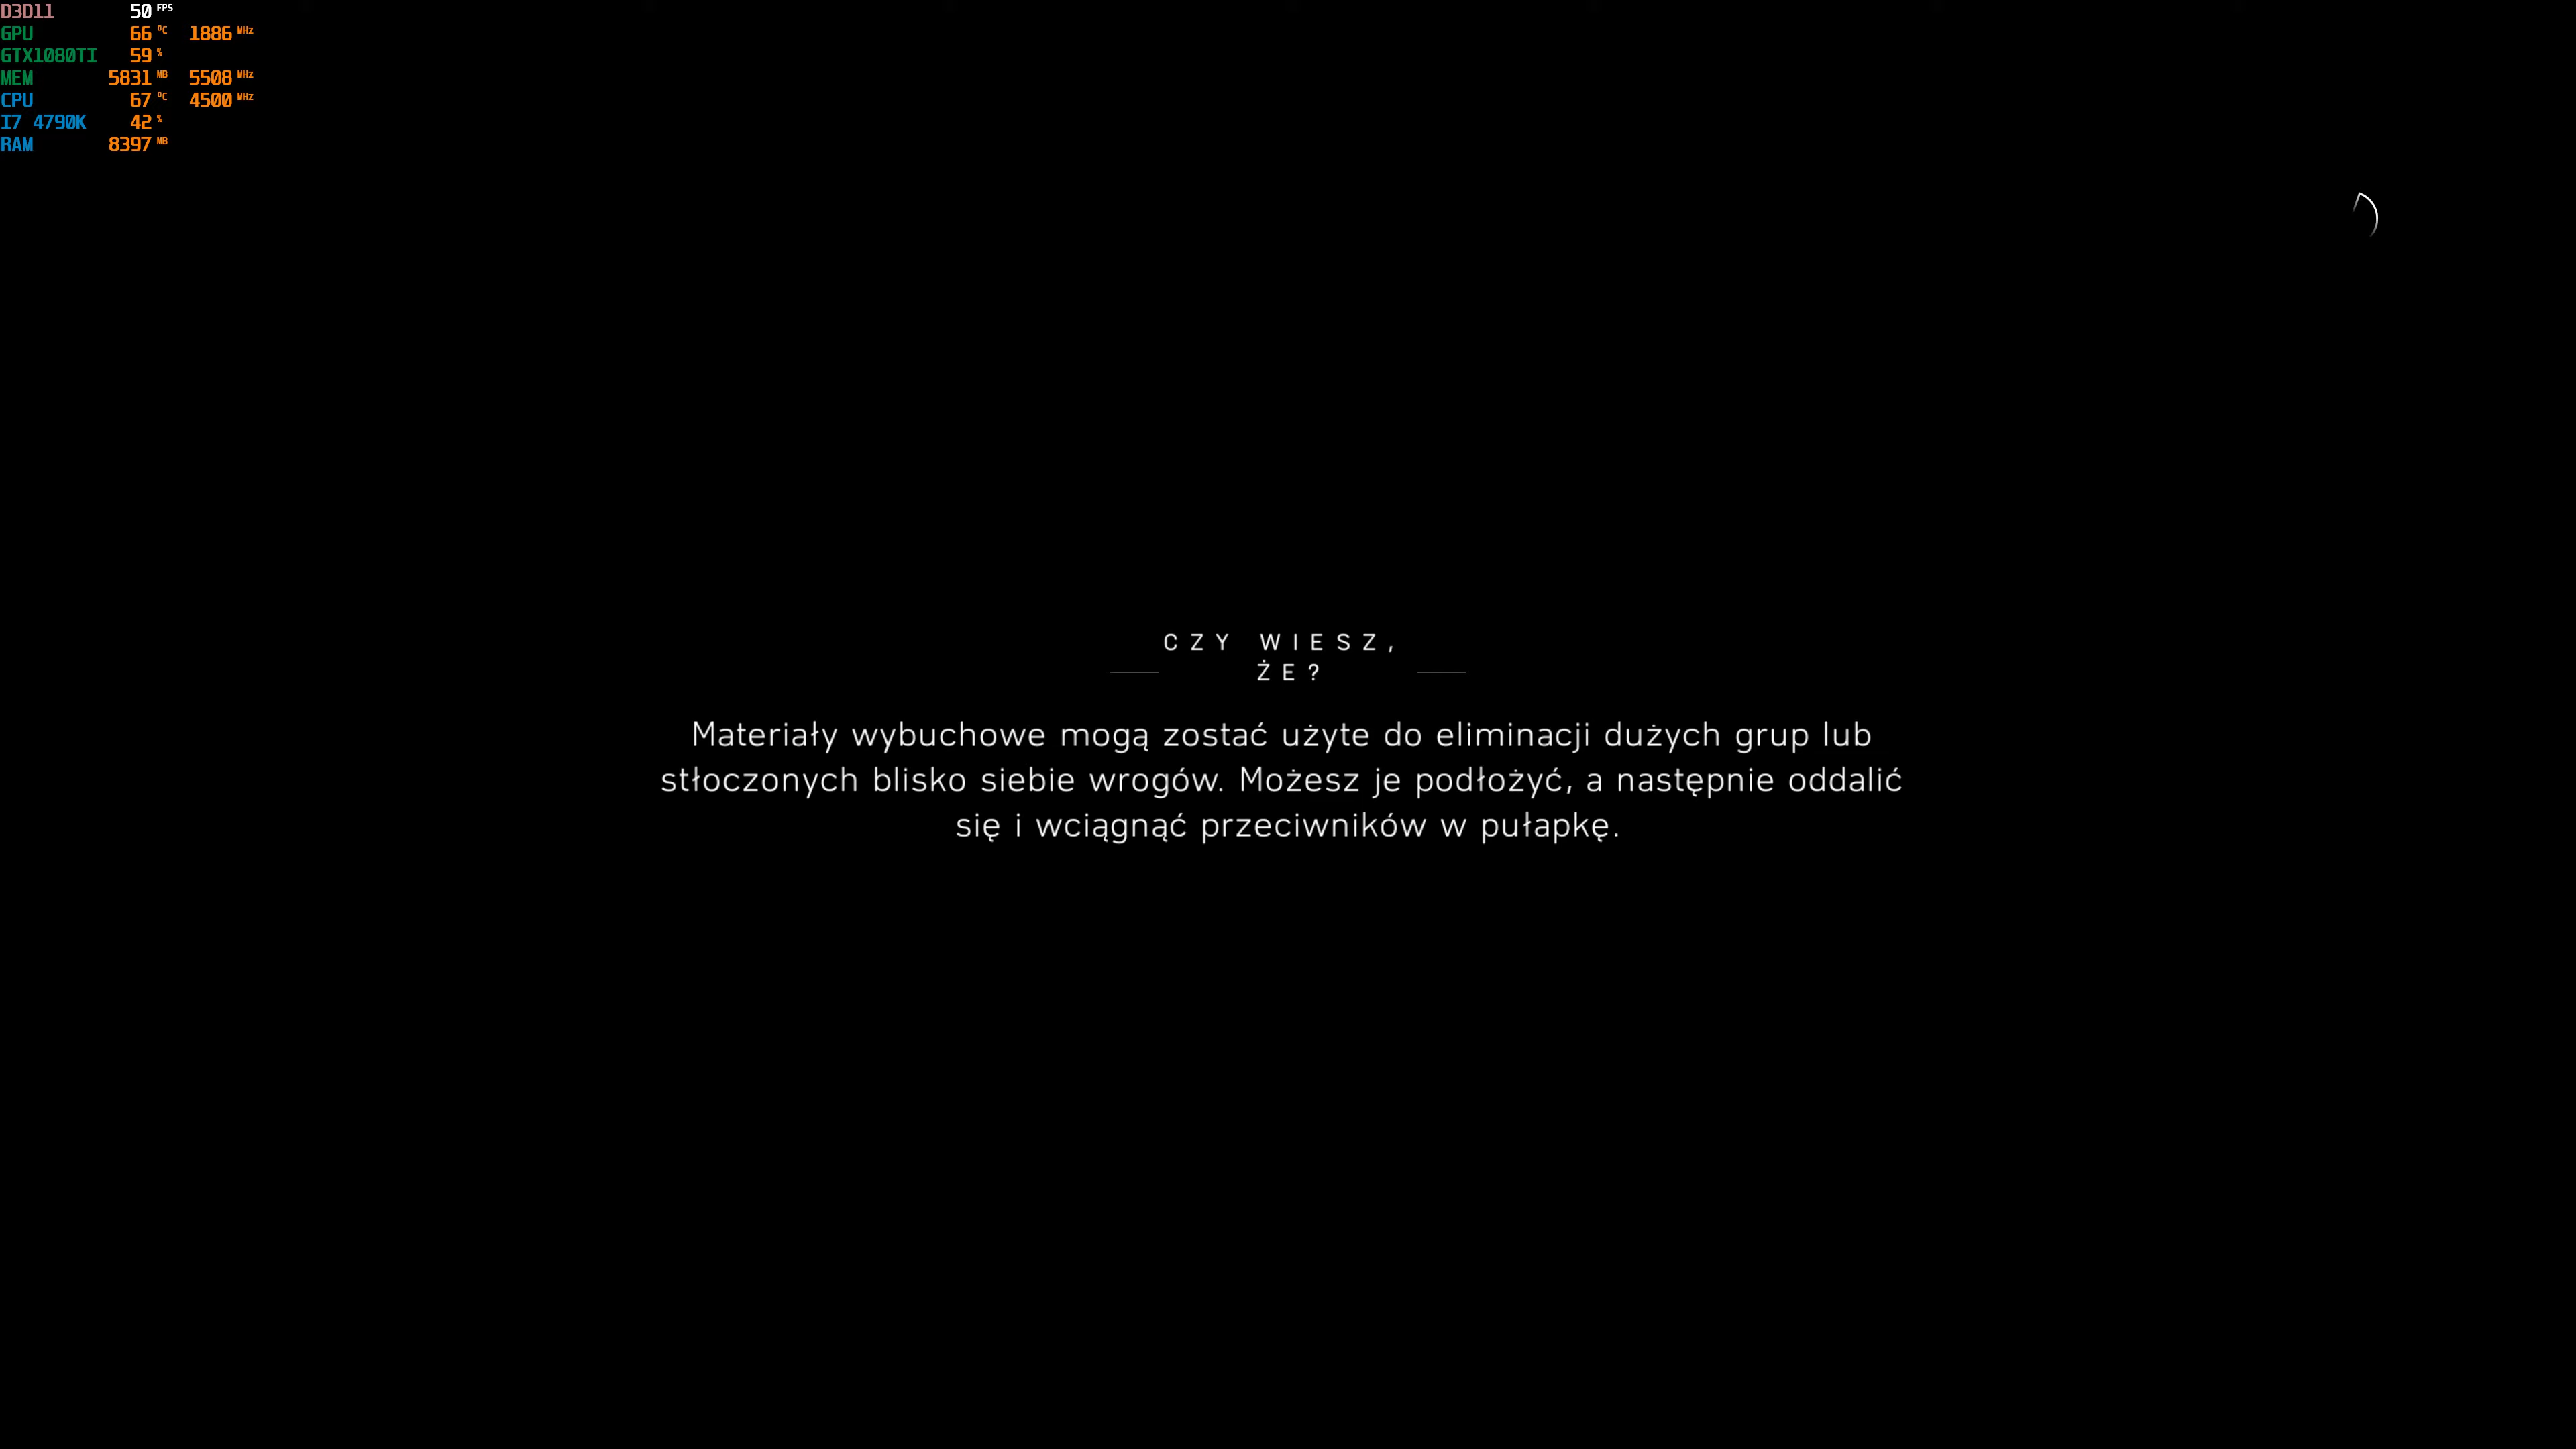 D3D11 50 FPS
GPU 66 °C 1886 MHz
GTX1080TI 59 %
MEM 5831 MB 5508 MHz
CPU 67 °C 4500 MHz
I7 4790K 42 %
RAM 8397 MB
CZY WIESZ,
ŻE?
Materiały wybuchowe mogą zostać użyte do eliminacji dużych grup lub
stłoczonych blisko siebie wrogów. Możesz je podłożyć, a następnie oddalić
się i wciągnąć przeciwników w pułapkę.